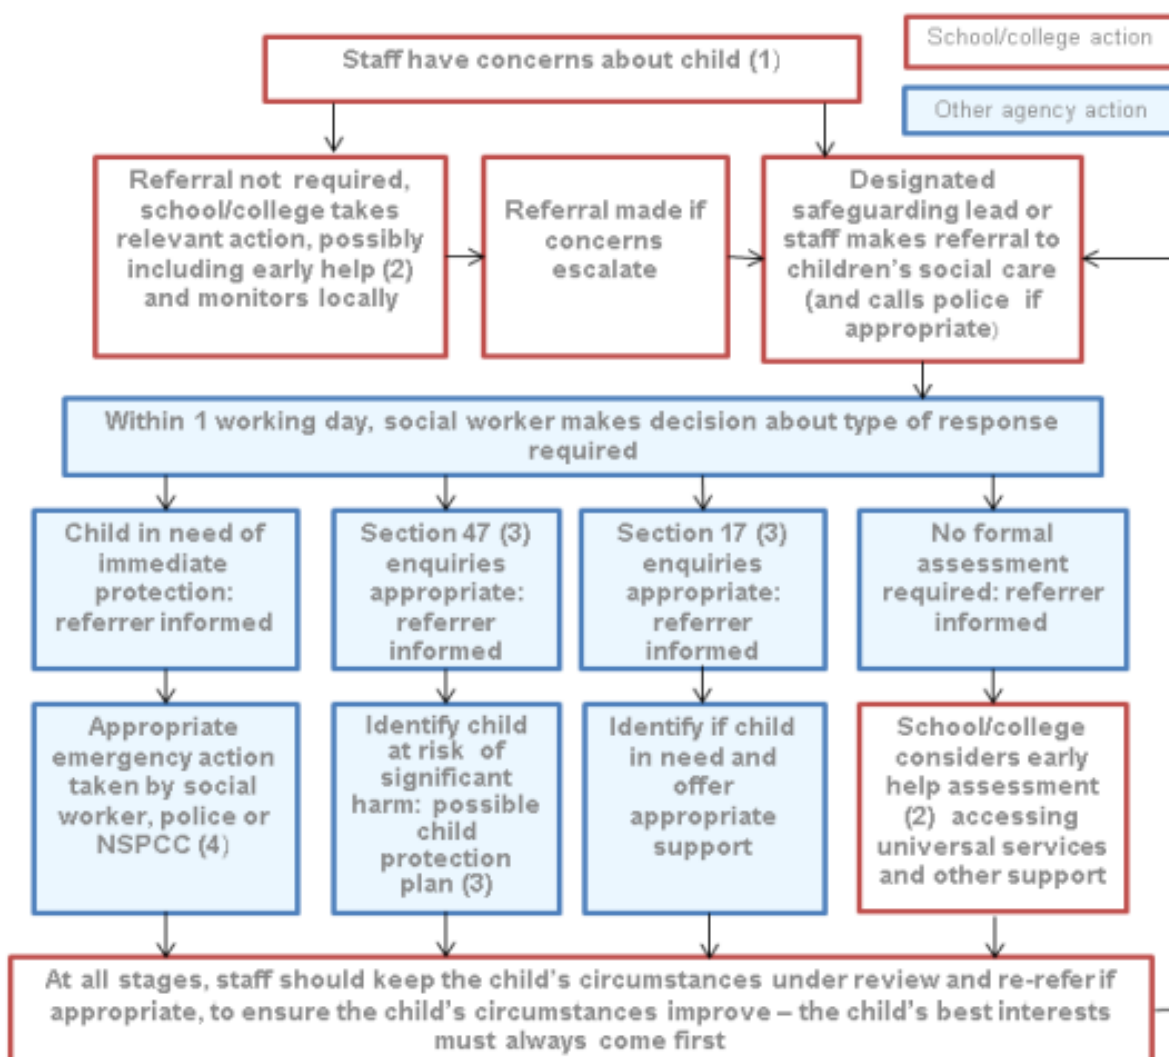 School/college action
Staff have concerns about child (1)
Other agency action
Referral not required,
school/college takes
relevant action, possibly
including early help (2)
and monitors locally
Referral made if
concerns
escalate
Designated
safeguarding lead or
staff makes referral to
children's social care
(and calls police if
appropriate)
Within 1 working day, social worker makes decision about type of response
required
Child in need of
immediate
protection:
referrer informed
Section 47 (3)
enquiries
appropriate:
referrer
informed
Section 17 (3)
enquiries
appropriate:
referrer
informed
No formal
assessment
required: referrer
informed
Appropriate
emergency action
taken by social
worker, police or
NSPCC (4)
Identify child
at risk of
significant
harm: possible
child
protection
plan (3)
Identify if child
in need and
offer
appropriate
support
School/college
considers early
help assessment
(2) accessing
universal services
and other support
At all stages, staff should keep the child's circumstances under review and re-refer if
appropriate, to ensure the child's circumstances improve – the child's best interests
must always come first